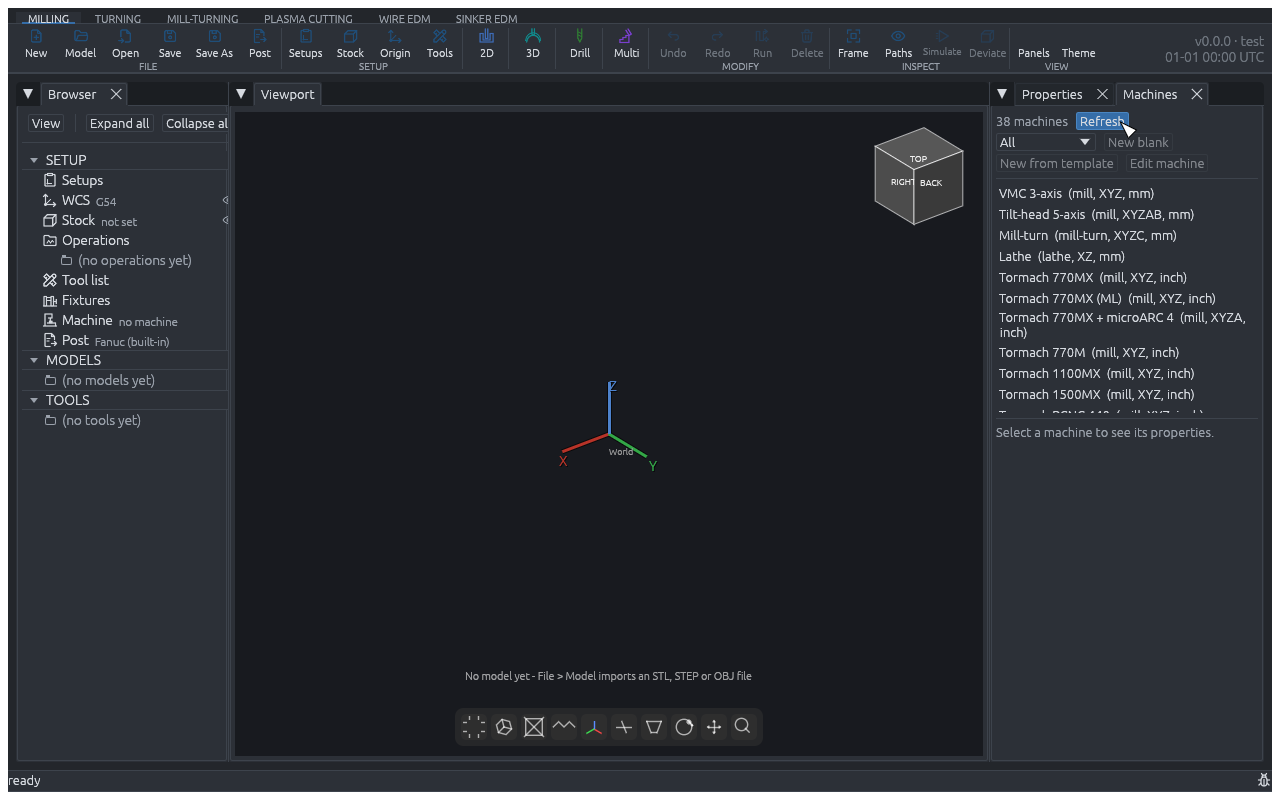 MILLING TURNING MILL-TURNING PLASMA CUTTING WIRE EDM SINKER EDM
New Model Open Save Save As Post Setups Stock Origin Tools 2D 3D Drill Multi Undo Redo Run Delete Frame Paths Simulate Deviate Panels Theme
FILE SETUP MODIFY INSPECT VIEW
v0.0.0 · test
01-01 00:00 UTC
Browser
View Expand all Collapse al
SETUP
Setups
WCS G54
Stock not set
Operations
(no operations yet)
Tool list
Fixtures
Machine no machine
Post Fanuc (built-in)
MODELS
(no models yet)
TOOLS
(no tools yet)
Viewport
TOP
RIGHT BACK
Z
World
X
Y
No model yet - File > Model imports an STL, STEP or OBJ file
Properties Machines
38 machines Refresh
All New blank
New from template Edit machine
VMC 3-axis (mill, XYZ, mm)
Tilt-head 5-axis (mill, XYZAB, mm)
Mill-turn (mill-turn, XYZC, mm)
Lathe (lathe, XZ, mm)
Tormach 770MX (mill, XYZ, inch)
Tormach 770MX (ML) (mill, XYZ, inch)
Tormach 770MX + microARC 4 (mill, XYZA,
inch)
Tormach 770M (mill, XYZ, inch)
Tormach 1100MX (mill, XYZ, inch)
Tormach 1500MX (mill, XYZ, inch)
Select a machine to see its properties.
ready